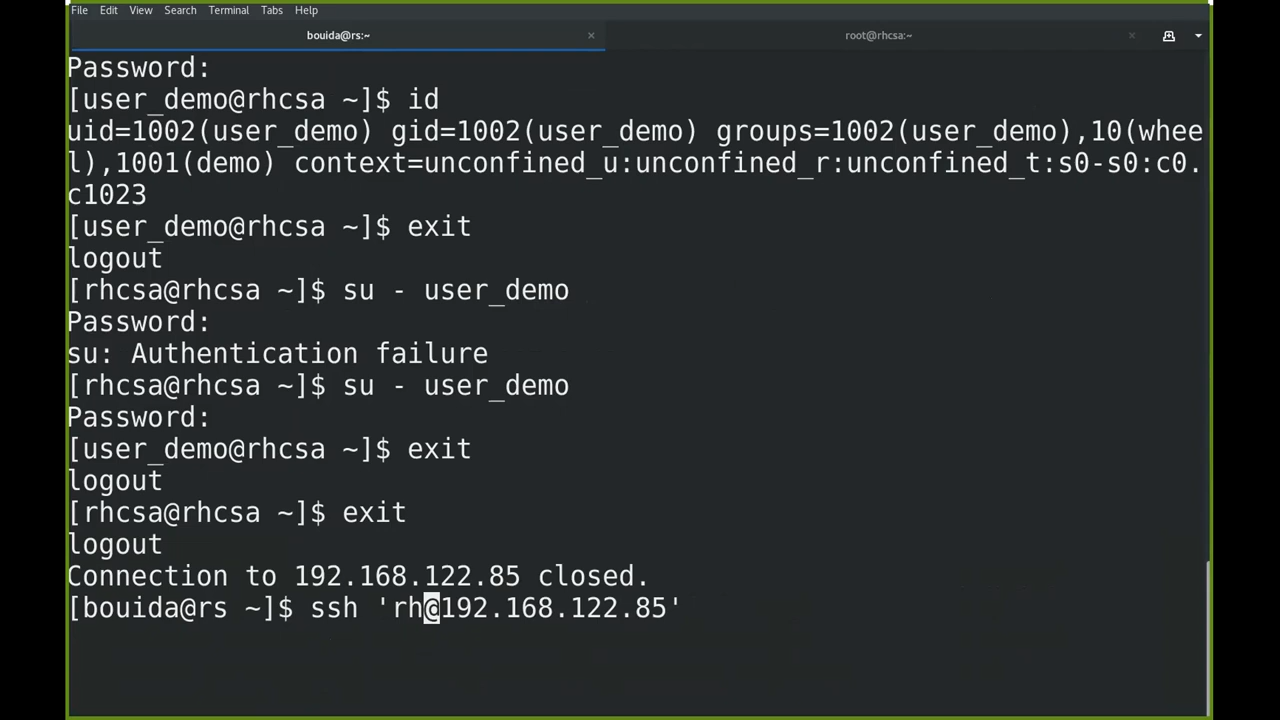 File Edit View Search Terminal Tabs Help
bouida@rs:~ × root@rhcsa:~ ×
Password:
[user_demo@rhcsa ~]$ id
uid=1002(user_demo) gid=1002(user_demo) groups=1002(user_demo),10(whee
l),1001(demo) context=unconfined_u:unconfined_r:unconfined_t:s0-s0:c0.
c1023
[user_demo@rhcsa ~]$ exit
logout
[rhcsa@rhcsa ~]$ su - user_demo
Password:
su: Authentication failure
[rhcsa@rhcsa ~]$ su - user_demo
Password:
[user_demo@rhcsa ~]$ exit
logout
[rhcsa@rhcsa ~]$ exit
logout
Connection to 192.168.122.85 closed.
[bouida@rs ~]$ ssh 'rh@192.168.122.85'